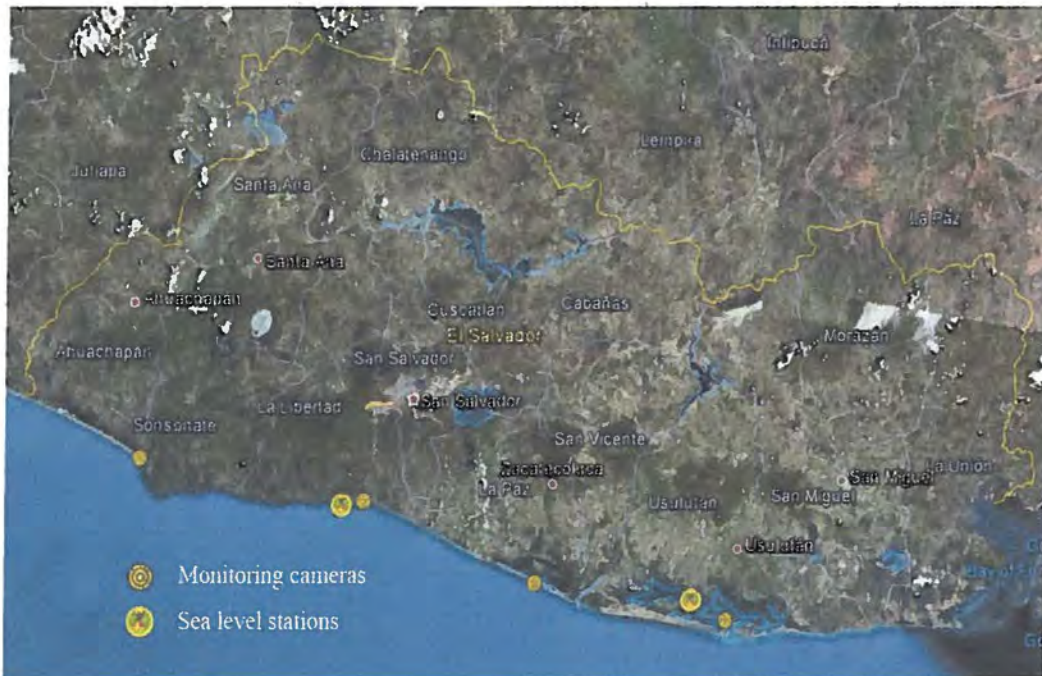 Intibucá
Chalatenango
Lempira
Jutiapa
Santa Ana
La Paz
Santa Ana
Ahuachapán
Cuscatlán
Cabañas
El Salvador
Morazán
Ahuachapán
San Salvador
La Libertad
San Salvador
Sonsonate
San Vicente
Zacatecoluca
La Unión
San Miguel
La Paz
Usulután
San Miguel
Usulután
Monitoring cameras
Sea level stations